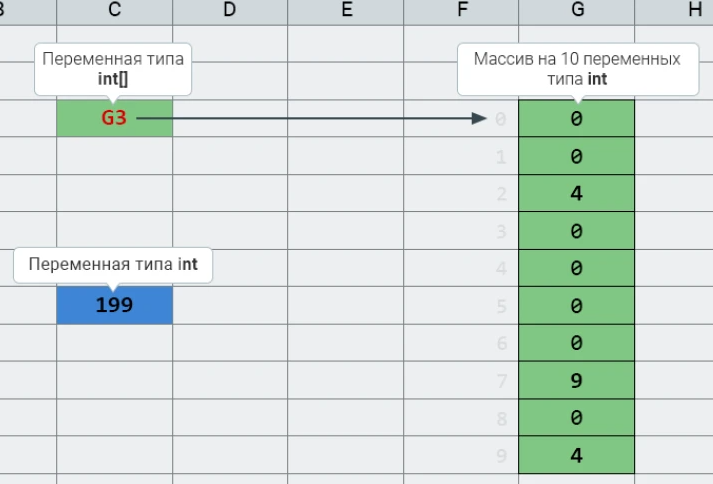 B C D E F G H
Переменная типа
int[]
Массив на 10 переменных
типа int
G3
0 0
1 0
2 4
3 0
4 0
Переменная типа int
199
5 0
6 0
7 9
8 0
9 4